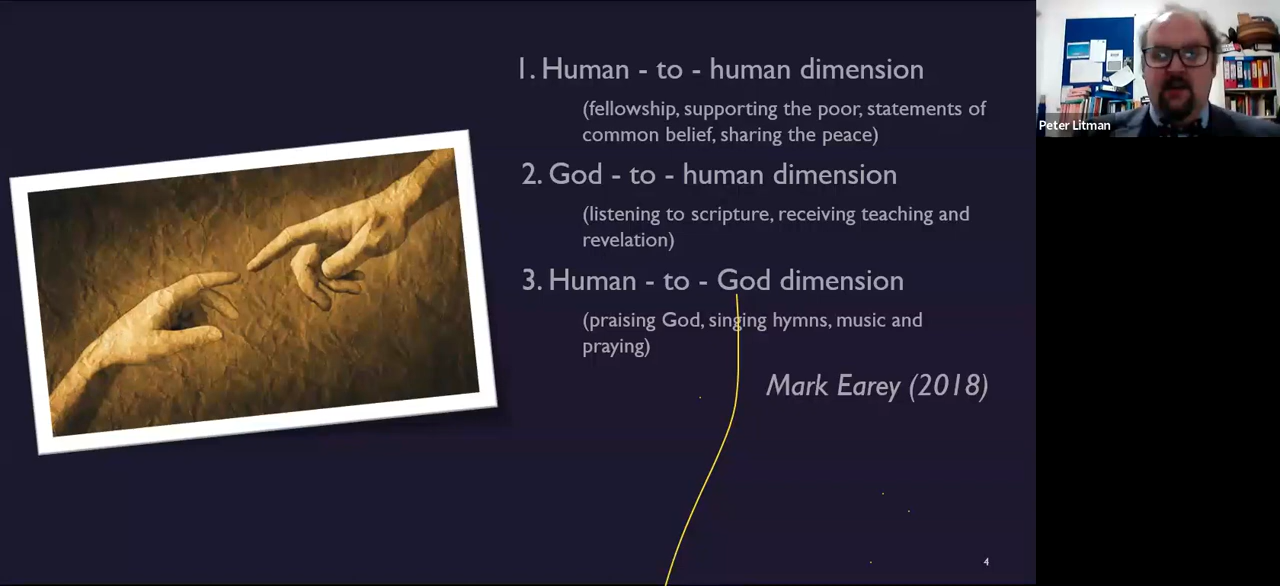 1. Human - to - human dimension
(fellowship, supporting the poor, statements of
common belief, sharing the peace)
2. God - to - human dimension
(listening to scripture, receiving teaching and
revelation)
3. Human - to - God dimension
(praising God, singing hymns, music and
praying)
Mark Earey (2018)
4
Peter Litman